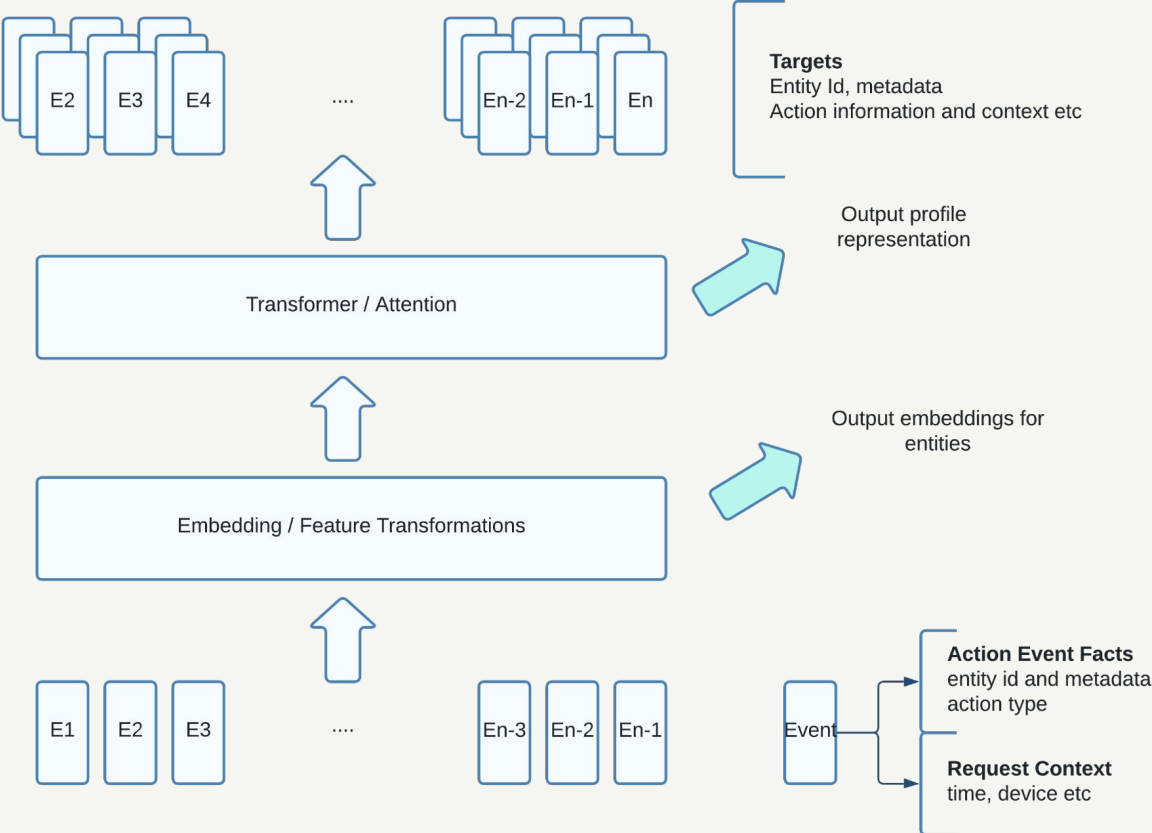 E2 E3 E4 .... En-2 En-1 En
Targets
Entity Id, metadata
Action information and context etc
Output profile
representation
Transformer / Attention
Output embeddings for
entities
Embedding / Feature Transformations
E1 E2 E3 .... En-3 En-2 En-1
Event
Action Event Facts
entity id and metadata
action type
Request Context
time, device etc